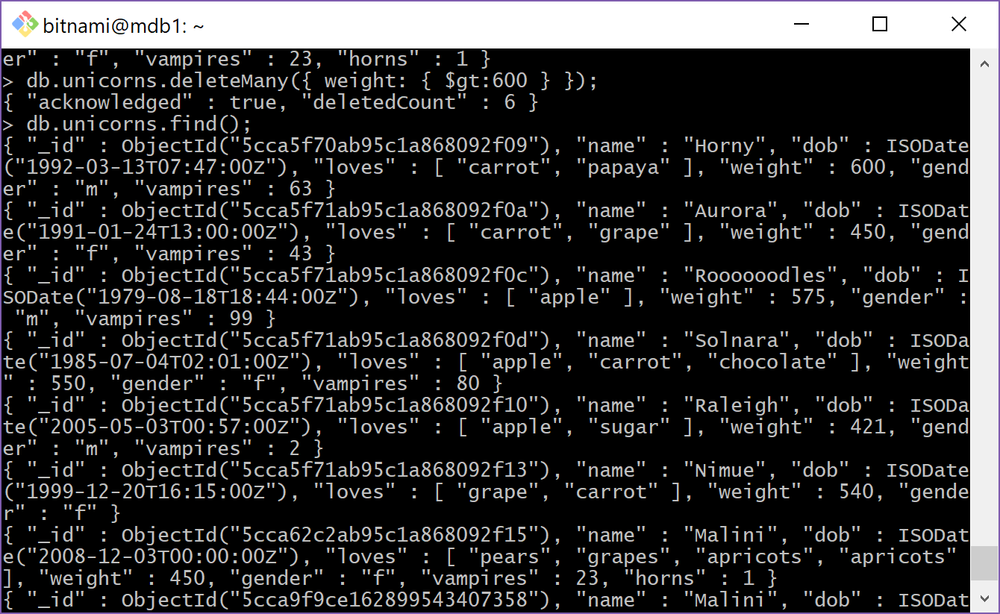 bitnami@mdb1: ~
er" : "f", "vampires" : 23, "horns" : 1 }
> db.unicorns.deleteMany({ weight: { $gt:600 } });
{ "acknowledged" : true, "deletedCount" : 6 }
> db.unicorns.find();
{ "_id" : ObjectId("5cca5f70ab95c1a868092f09"), "name" : "Horny", "dob" : ISODate
("1992-03-13T07:47:00Z"), "loves" : [ "carrot", "papaya" ], "weight" : 600, "gend
er" : "m", "vampires" : 63 }
{ "_id" : ObjectId("5cca5f71ab95c1a868092f0a"), "name" : "Aurora", "dob" : ISODat
e("1991-01-24T13:00:00Z"), "loves" : [ "carrot", "grape" ], "weight" : 450, "gend
er" : "f", "vampires" : 43 }
{ "_id" : ObjectId("5cca5f71ab95c1a868092f0c"), "name" : "Roooooodles", "dob" : I
SODate("1979-08-18T18:44:00Z"), "loves" : [ "apple" ], "weight" : 575, "gender" :
 "m", "vampires" : 99 }
{ "_id" : ObjectId("5cca5f71ab95c1a868092f0d"), "name" : "Solnara", "dob" : ISODa
te("1985-07-04T02:01:00Z"), "loves" : [ "apple", "carrot", "chocolate" ], "weight
" : 550, "gender" : "f", "vampires" : 80 }
{ "_id" : ObjectId("5cca5f71ab95c1a868092f10"), "name" : "Raleigh", "dob" : ISODa
te("2005-05-03T00:57:00Z"), "loves" : [ "apple", "sugar" ], "weight" : 421, "gend
er" : "m", "vampires" : 2 }
{ "_id" : ObjectId("5cca5f71ab95c1a868092f13"), "name" : "Nimue", "dob" : ISODate
("1999-12-20T16:15:00Z"), "loves" : [ "grape", "carrot" ], "weight" : 540, "gende
r" : "f" }
{ "_id" : ObjectId("5cca62c2ab95c1a868092f15"), "name" : "Malini", "dob" : ISODat
e("2008-12-03T00:00:00Z"), "loves" : [ "pears", "grapes", "apricots", "apricots" 
], "weight" : 450, "gender" : "f", "vampires" : 23, "horns" : 1 }
{ "_id" : ObjectId("5cca9f9ce162899543407358"), "name" : "Malini", "dob" : ISODat